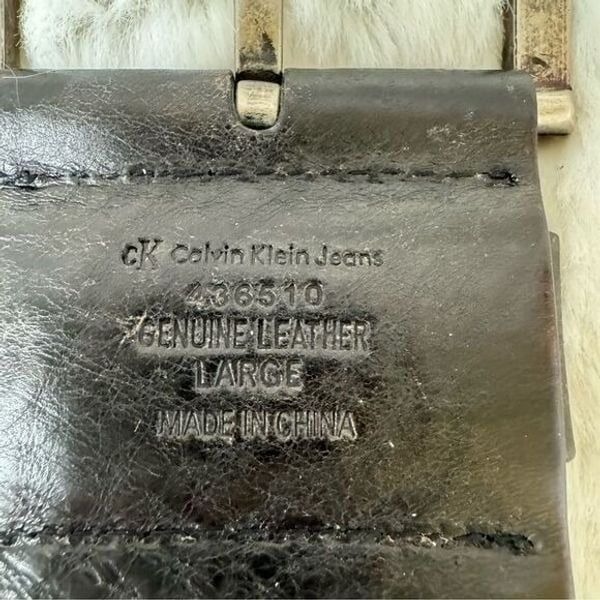 cK Calvin Klein Jeans
436510
GENUINE LEATHER
LARGE
MADE IN CHINA